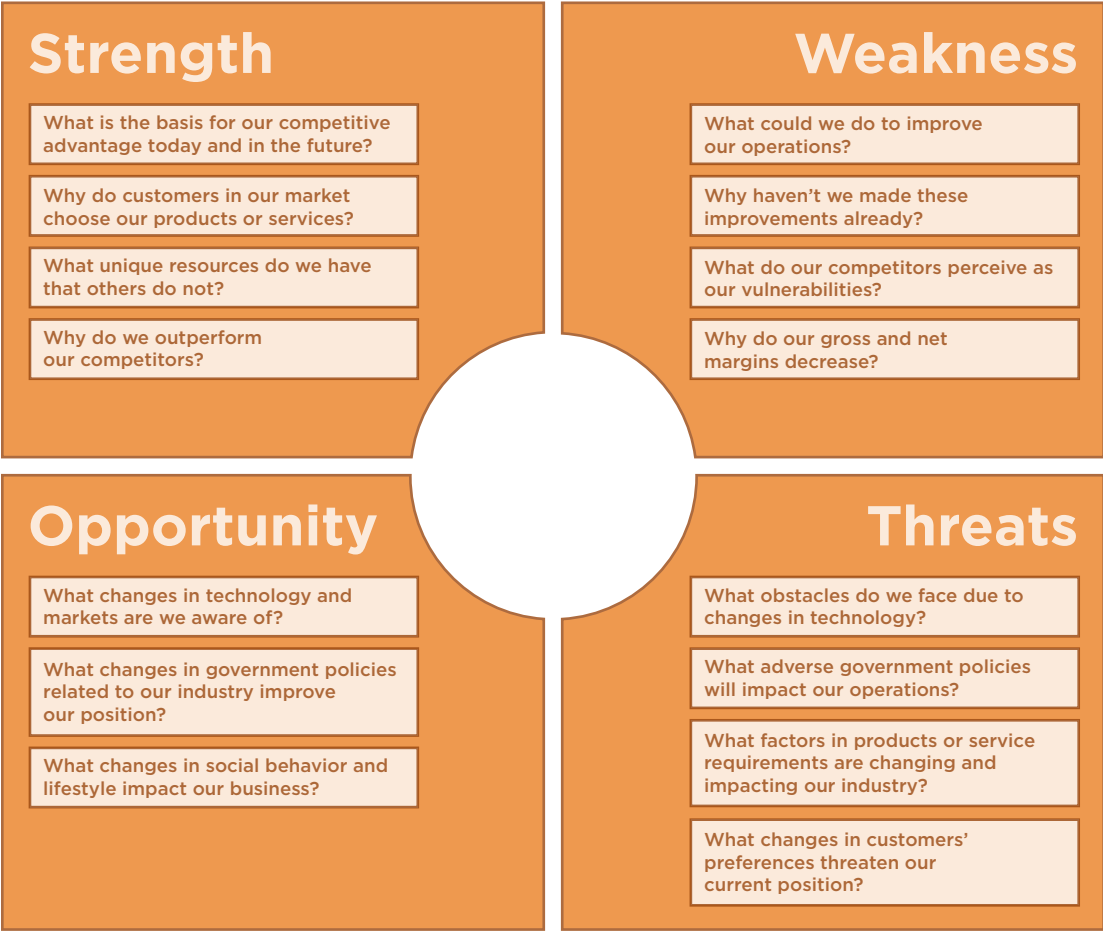 Strength
What is the basis for our competitive
advantage today and in the future?
Why do customers in our market
choose our products or services?
What unique resources do we have
that others do not?
Why do we outperform
our competitors?
Weakness
What could we do to improve
our operations?
Why haven’t we made these
improvements already?
What do our competitors perceive as
our vulnerabilities?
Why do our gross and net
margins decrease?
Opportunity
What changes in technology and
markets are we aware of?
What changes in government policies
related to our industry improve
our position?
What changes in social behavior and
lifestyle impact our business?
Threats
What obstacles do we face due to
changes in technology?
What adverse government policies
will impact our operations?
What factors in products or service
requirements are changing and
impacting our industry?
What changes in customers’
preferences threaten our
current position?